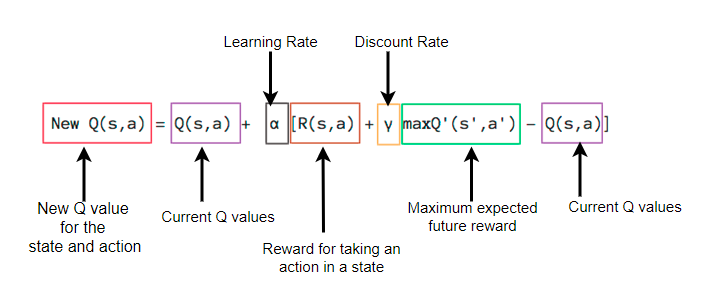 Learning Rate
Discount Rate
New Q(s,a) = Q(s,a) + α [R(s,a) + γ maxQ'(s',a') - Q(s,a)]
New Q value
for the
state and action
Current Q values
Reward for taking an
action in a state
Maximum expected
future reward
Current Q values